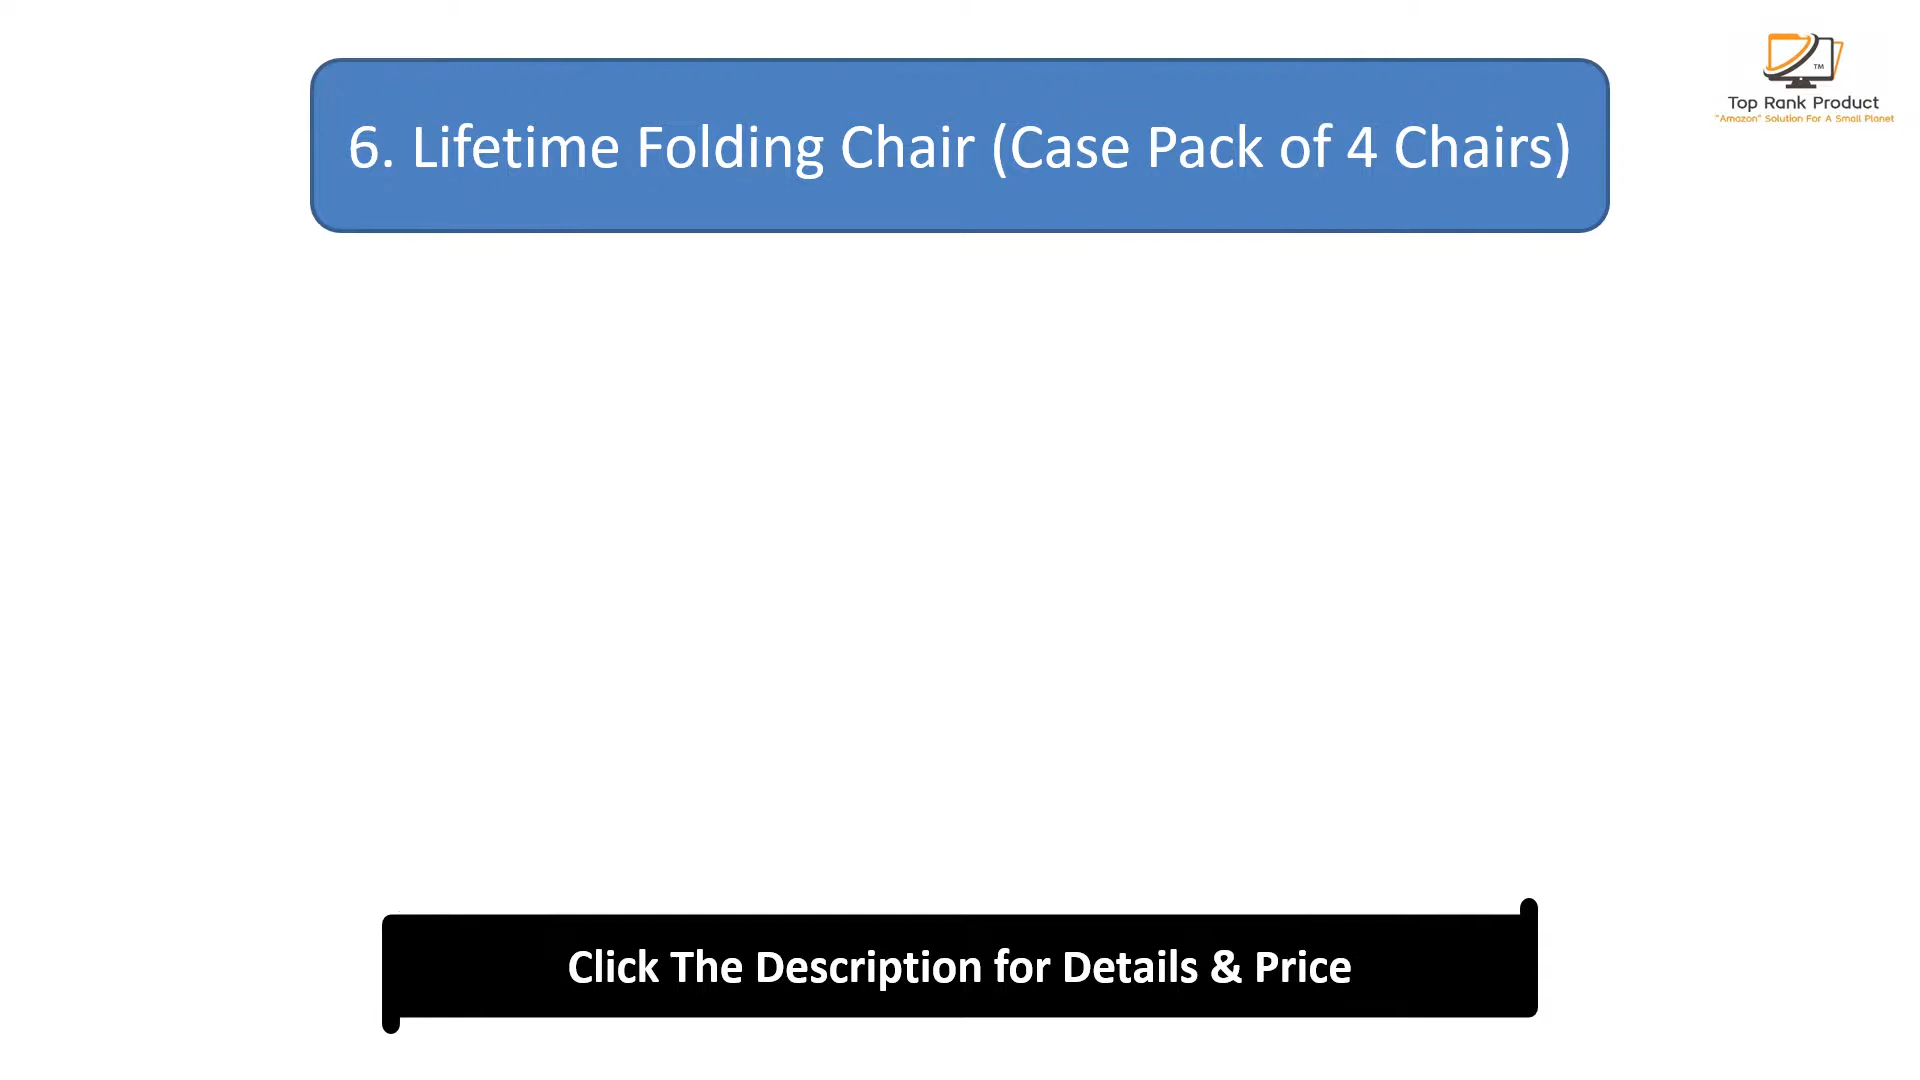 6. Lifetime Folding Chair (Case Pack of 4 Chairs)
TM
Top Rank Product
"Amazon" Solution For A Small Planet
Click The Description for Details & Price